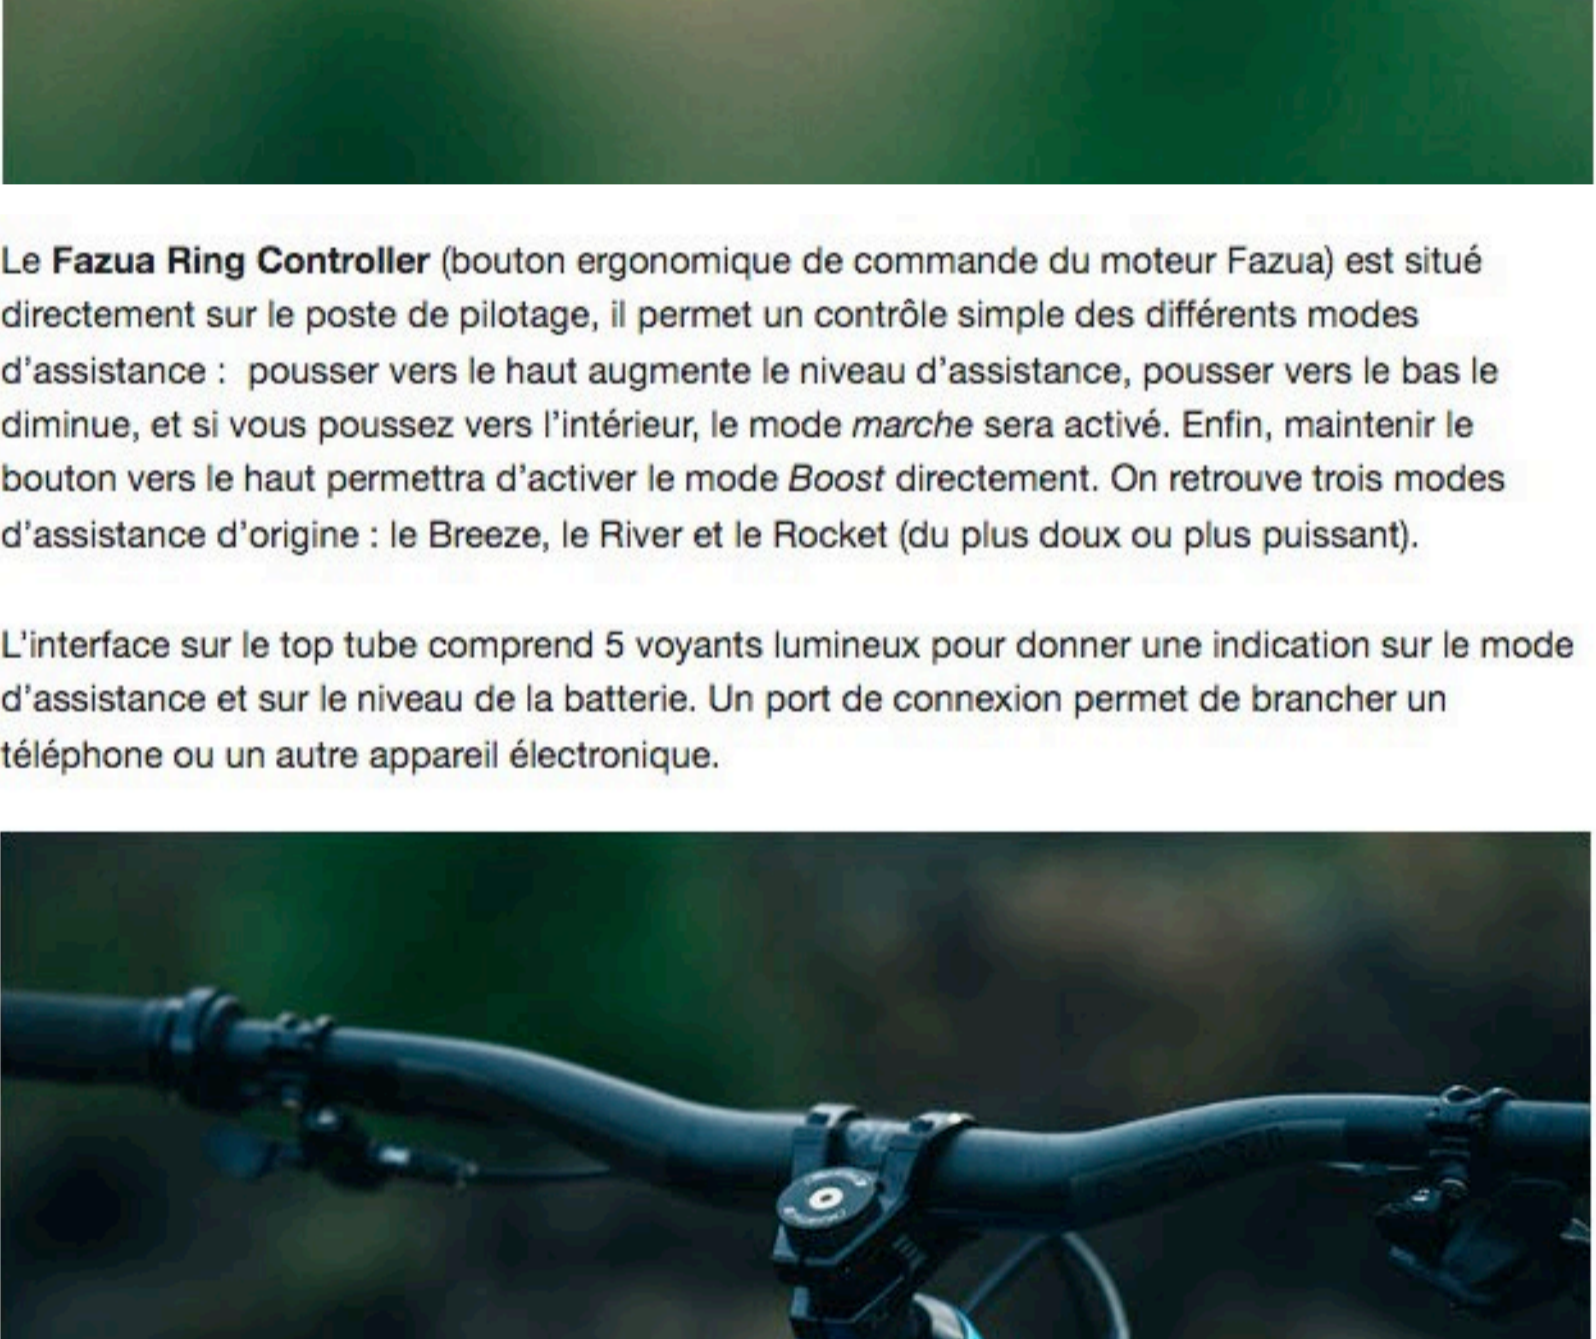 Le Fazua Ring Controller (bouton ergonomique de commande du moteur Fazua) est situé
directement sur le poste de pilotage, il permet un contrôle simple des différents modes
d'assistance :  pousser vers le haut augmente le niveau d'assistance, pousser vers le bas le
diminue, et si vous poussez vers l'intérieur, le mode marche sera activé. Enfin, maintenir le
bouton vers le haut permettra d'activer le mode Boost directement. On retrouve trois modes
d'assistance d'origine : le Breeze, le River et le Rocket (du plus doux ou plus puissant).
L'interface sur le top tube comprend 5 voyants lumineux pour donner une indication sur le mode
d'assistance et sur le niveau de la batterie. Un port de connexion permet de brancher un
téléphone ou un autre appareil électronique.